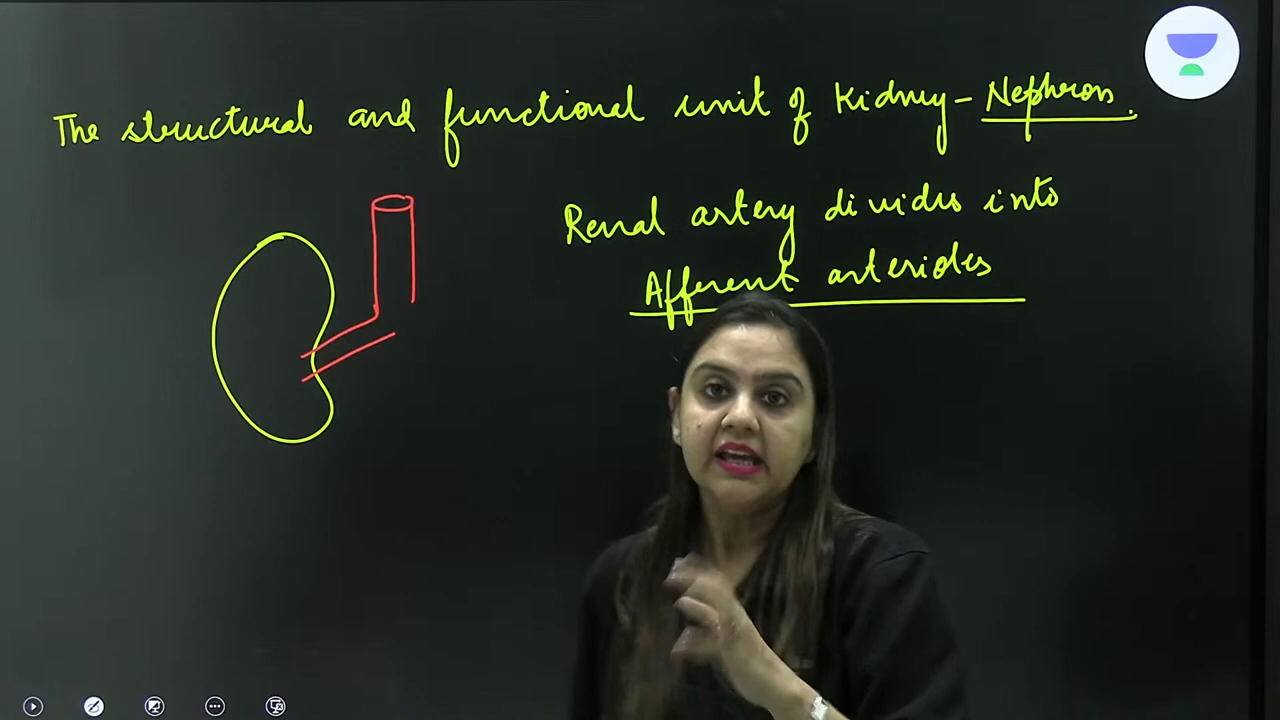 The structural and functional unit of Kidney - Nephron.
Renal artery divides into
Afferent arterioles